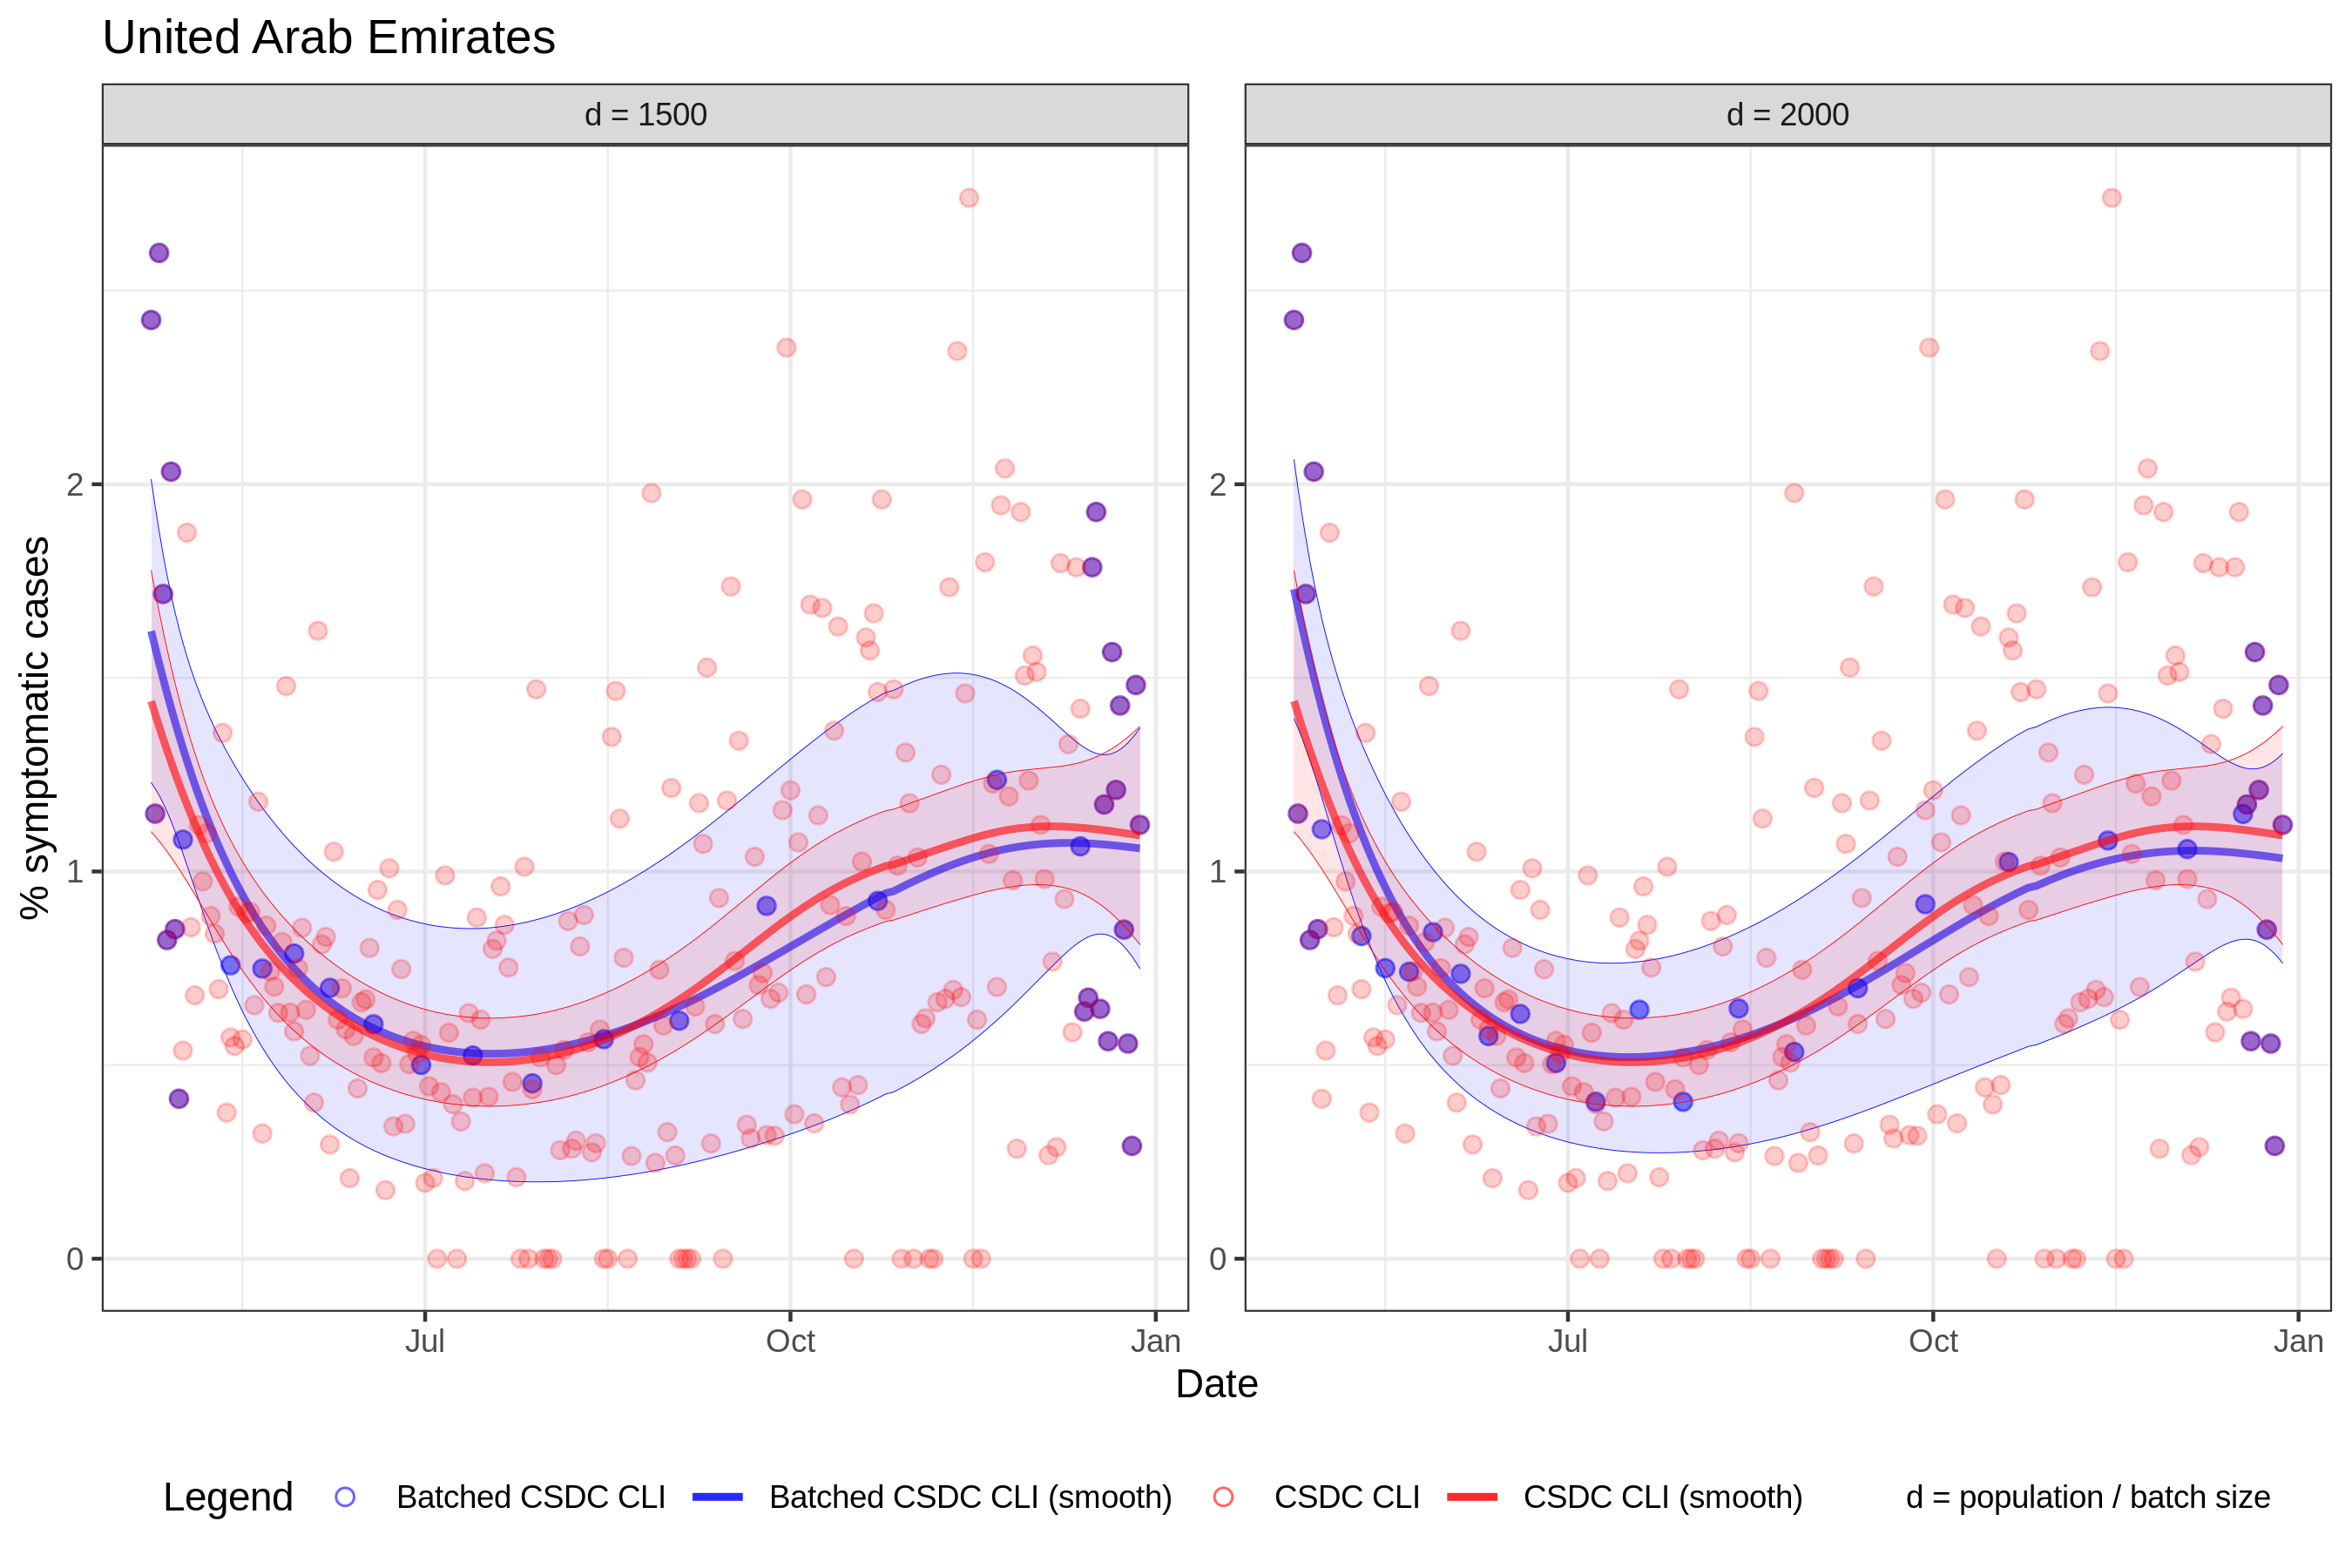 United Arab Emirates
d = 1500
d = 2000
% symptomatic cases
2
1
0
2
1
0
Jul
Oct
Jan
Jul
Oct
Jan
Date
Legend
Batched CSDC CLI
Batched CSDC CLI (smooth)
CSDC CLI
CSDC CLI (smooth)
d = population / batch size